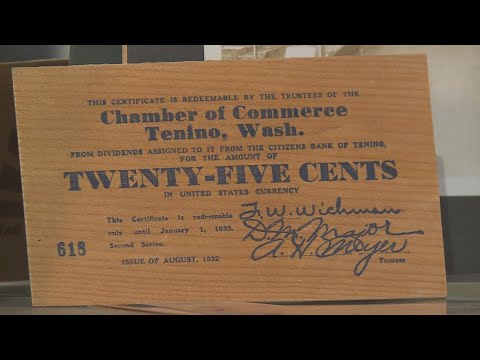 THIS CERTIFICATE IS REDEEMABLE BY THE TRUSTEES OF THE
Chamber of Commerce
Tenino, Wash.
FROM DIVIDENDS ASSIGNED TO IT FROM THE CITIZENS BANK OF TENINO,
FOR THE AMOUNT OF
TWENTY-FIVE CENTS
IN UNITED STATES CURRENCY
This Certificate is redeemable
only until January 1, 1933.
Second Series.
618
ISSUE OF AUGUST, 1932
F. W. Wichman
D. M. Major
A. H. Meyer
Trustees